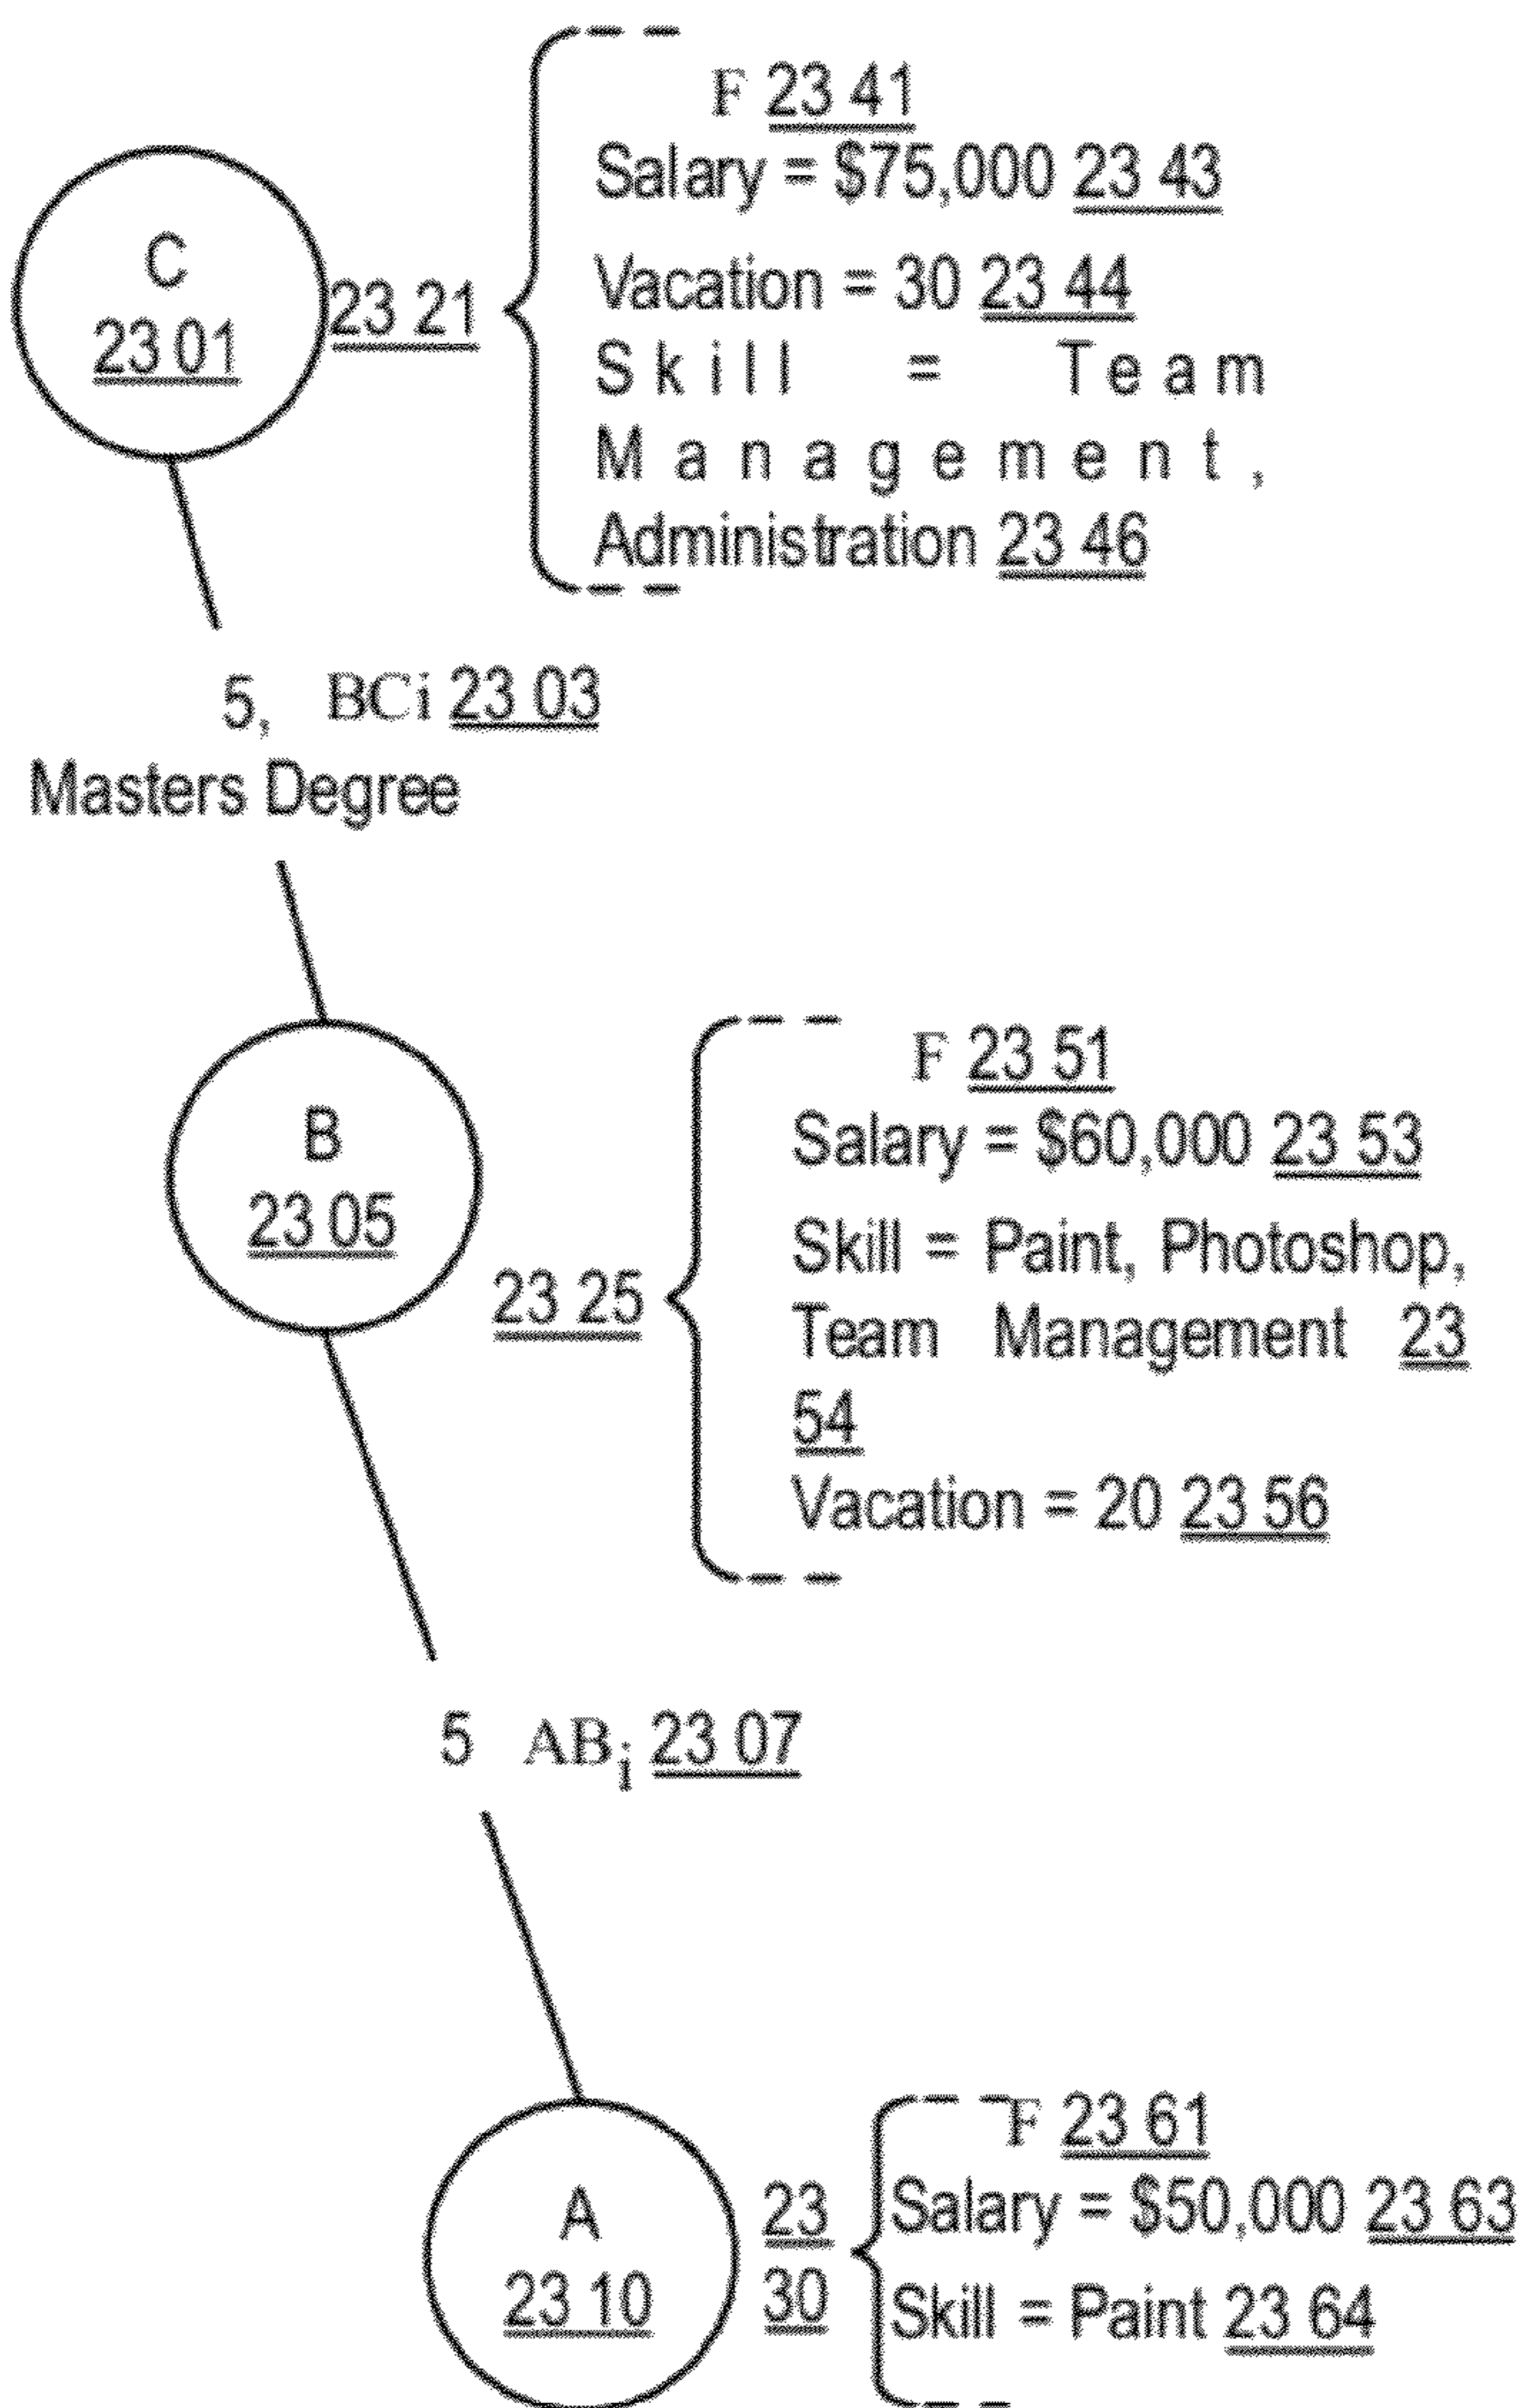 F 23 41
Salary = $75,000 23 43
C
23 01
23 21
Vacation = 30 23 44
Skill = Team
Management,
Administration 23 46
5, BCi 23 03
Masters Degree
B
23 05
23 25
F 23 51
Salary = $60,000 23 53
Skill = Paint, Photoshop,
Team Management 23
54
Vacation = 20 23 56
5 ABi 23 07
A
23 10
23
30
F 23 61
Salary = $50,000 23 63
Skill = Paint 23 64